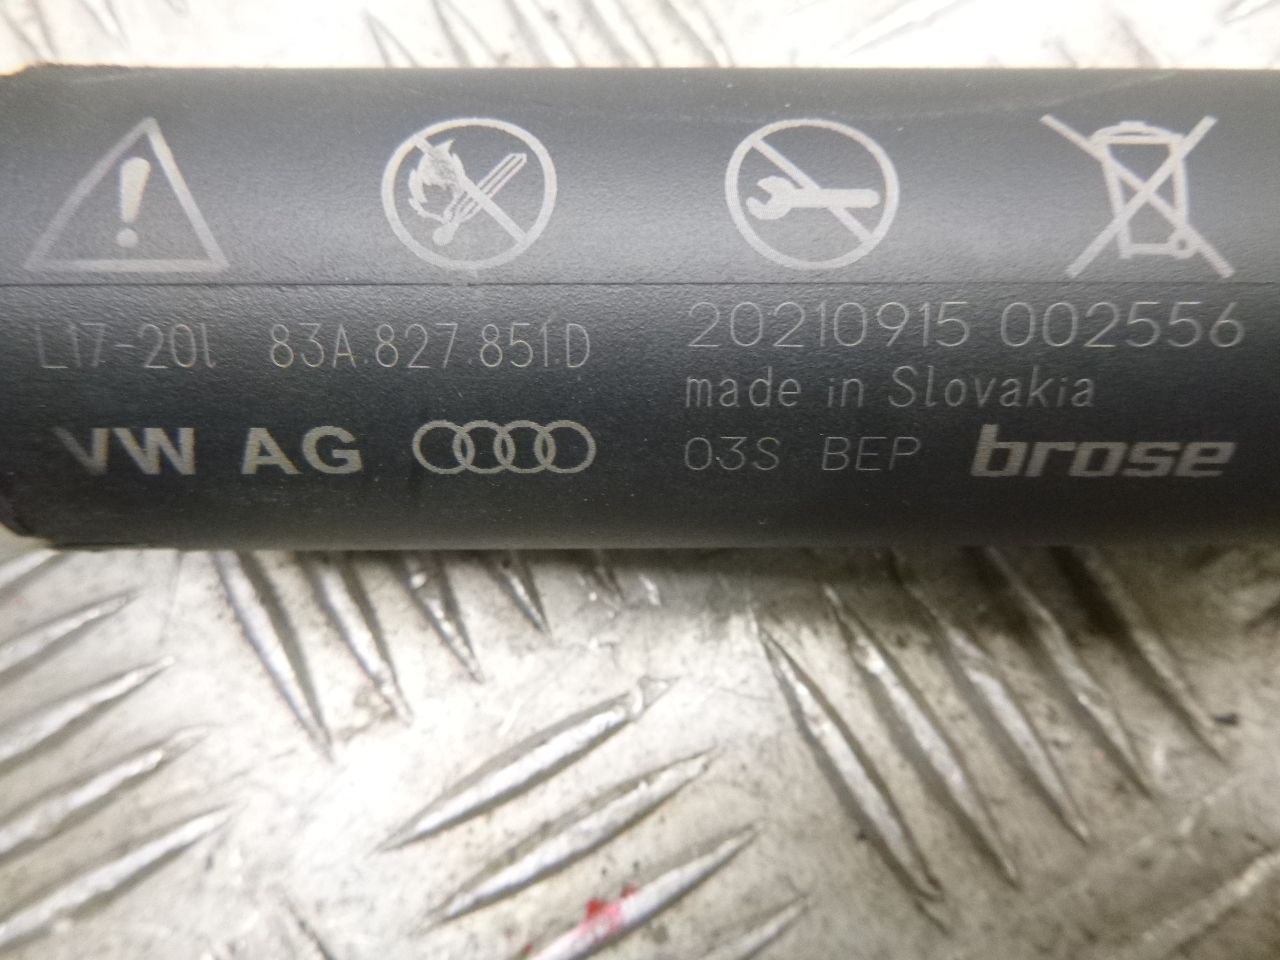 L17-20l 83A.827.851.D
VW AG
20210915 002556
made in Slovakia
03S BEP brose